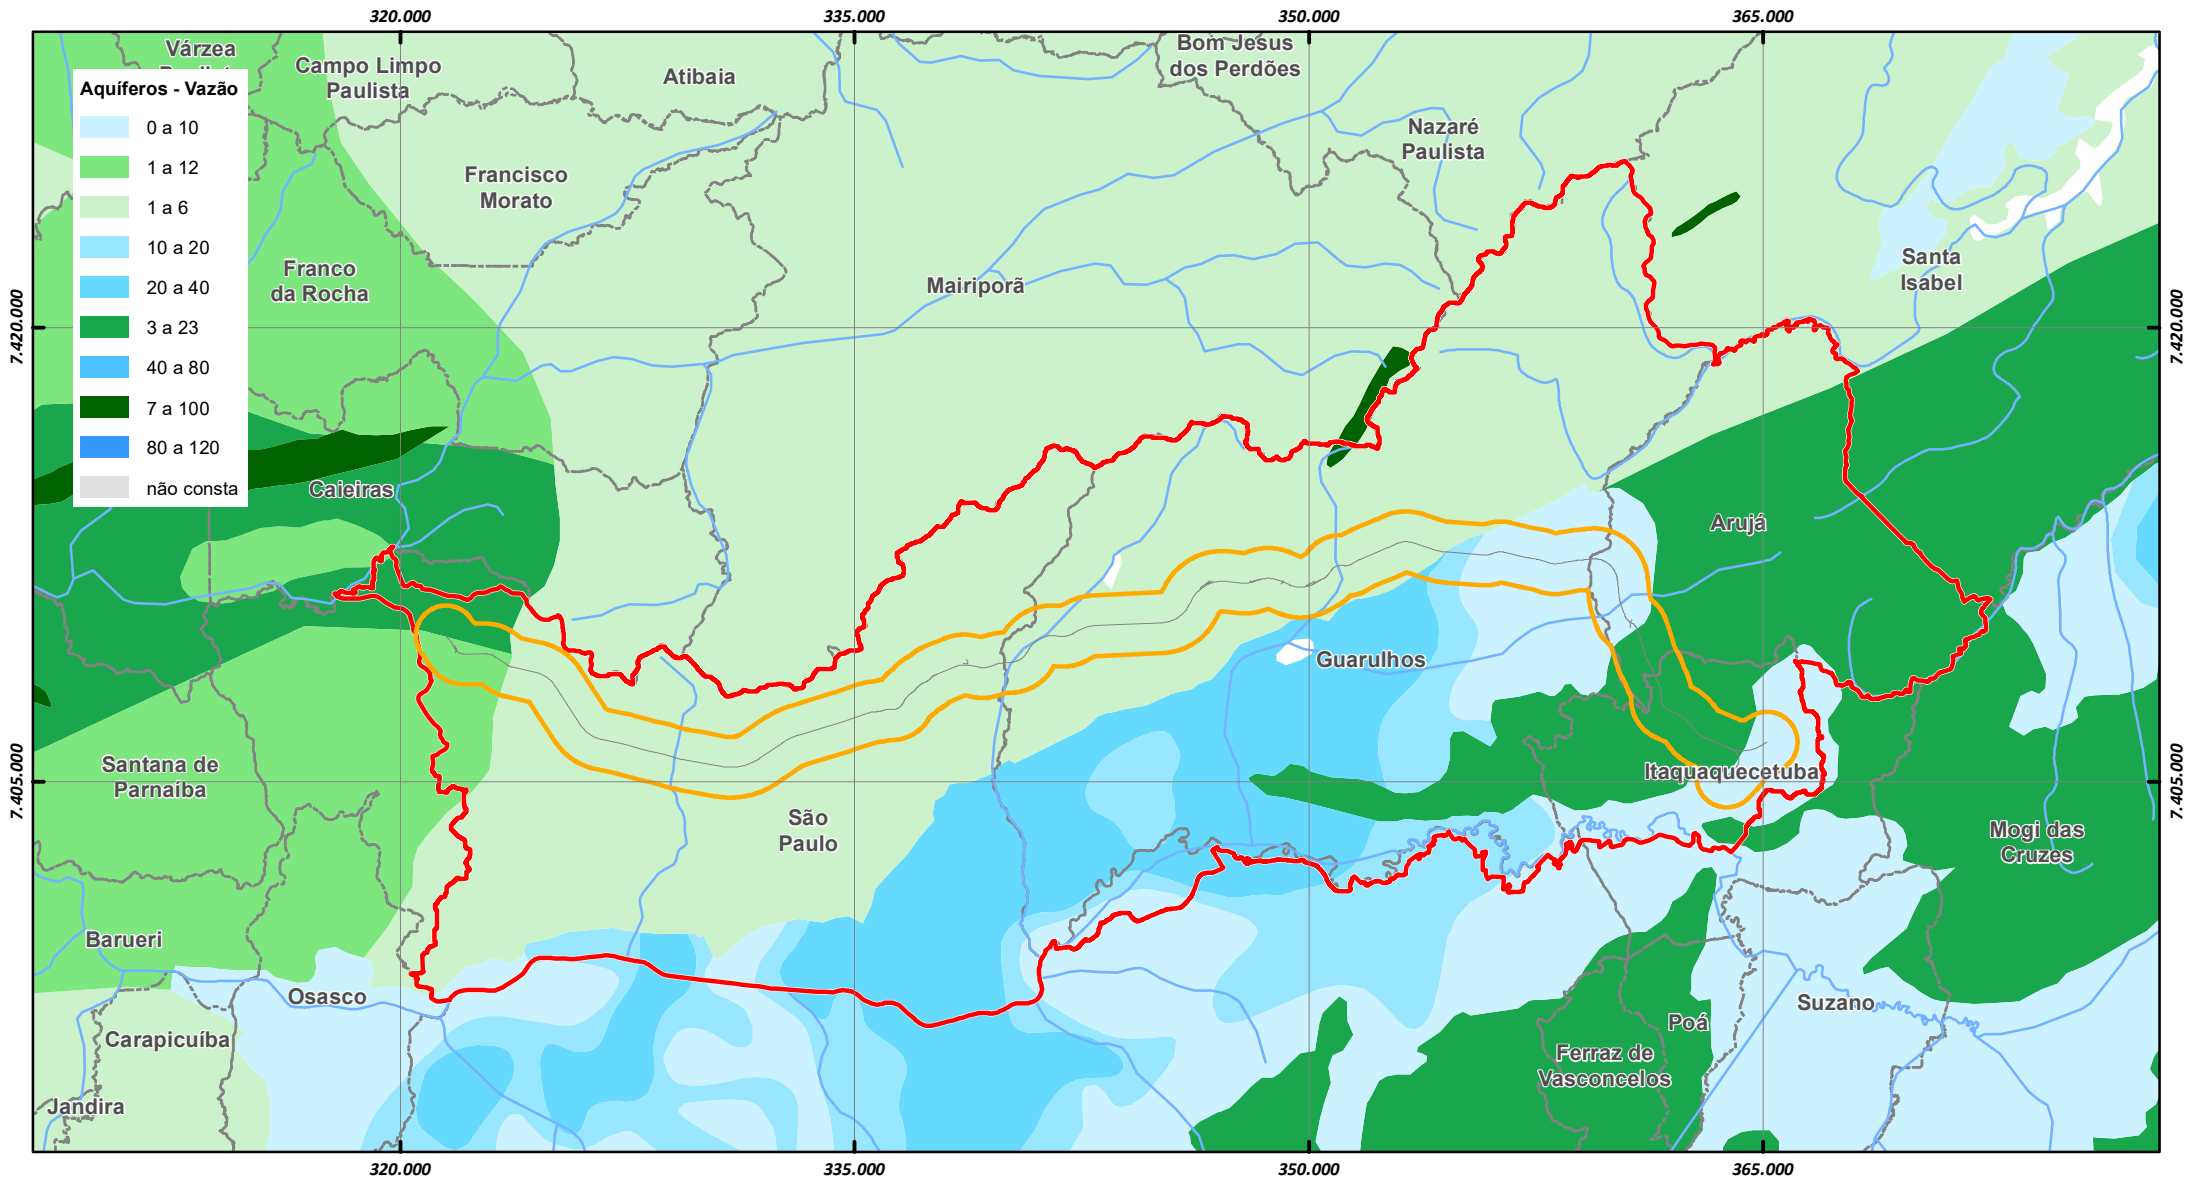 320.000
335.000
350.000
365.000
Várzea
Campo Limpo
Paulista
Atibaia
Bom Jesus
dos Perdões
Aquíferos - Vazão
0 a 10
1 a 12
1 a 6
10 a 20
20 a 40
3 a 23
40 a 80
7 a 100
80 a 120
não consta
Francisco
Morato
Nazaré
Paulista
Franco
da Rocha
Mairiporã
Santa
Isabel
7.420.000
7.420.000
Caieiras
Arujá
Guarulhos
Santana de
Parnaíba
Itaquaquecetuba
7.405.000
7.405.000
São
Paulo
Mogi das
Cruzes
Barueri
Osasco
Suzano
Carapicuíba
Poá
Ferraz de
Vasconcelos
Jandira
320.000
335.000
350.000
365.000